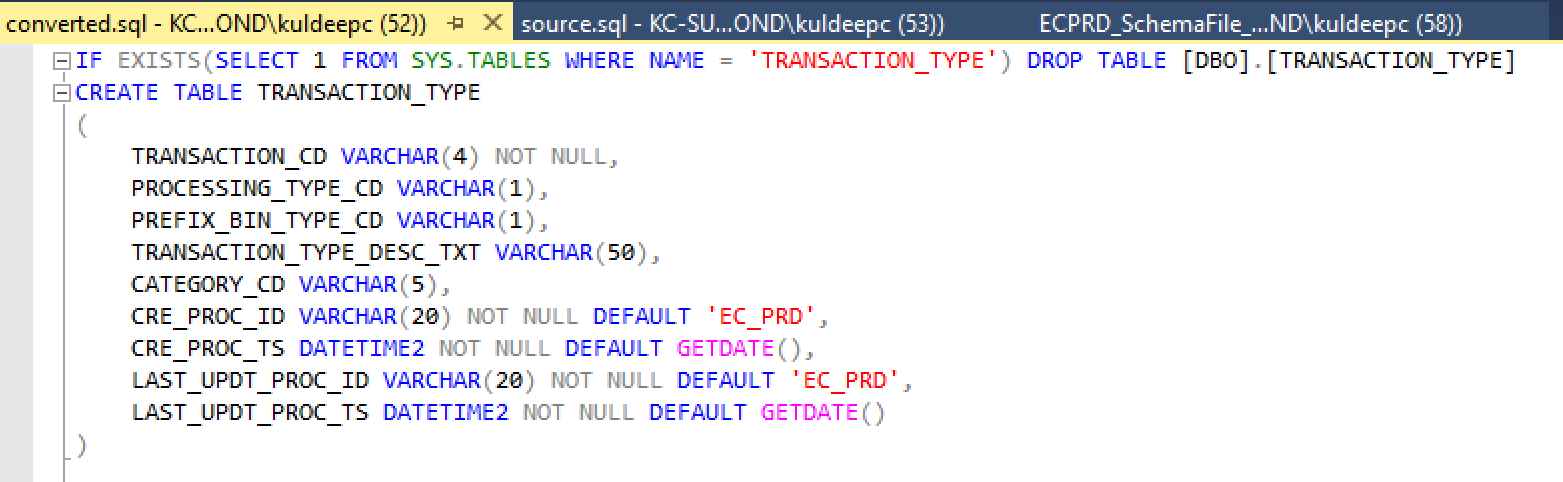 converted.sql - KC...OND\kuldeepc (52)) source.sql - KC-SU...OND\kuldeepc (53)) ECPRD_SchemaFile_...ND\kuldeepc (58))
IF EXISTS(SELECT 1 FROM SYS.TABLES WHERE NAME = 'TRANSACTION_TYPE') DROP TABLE [DBO].[TRANSACTION_TYPE]
CREATE TABLE TRANSACTION_TYPE
(
TRANSACTION_CD VARCHAR(4) NOT NULL,
PROCESSING_TYPE_CD VARCHAR(1),
PREFIX_BIN_TYPE_CD VARCHAR(1),
TRANSACTION_TYPE_DESC_TXT VARCHAR(50),
CATEGORY_CD VARCHAR(5),
CRE_PROC_ID VARCHAR(20) NOT NULL DEFAULT 'EC_PRD',
CRE_PROC_TS DATETIME2 NOT NULL DEFAULT GETDATE(),
LAST_UPDT_PROC_ID VARCHAR(20) NOT NULL DEFAULT 'EC_PRD',
LAST_UPDT_PROC_TS DATETIME2 NOT NULL DEFAULT GETDATE()
)